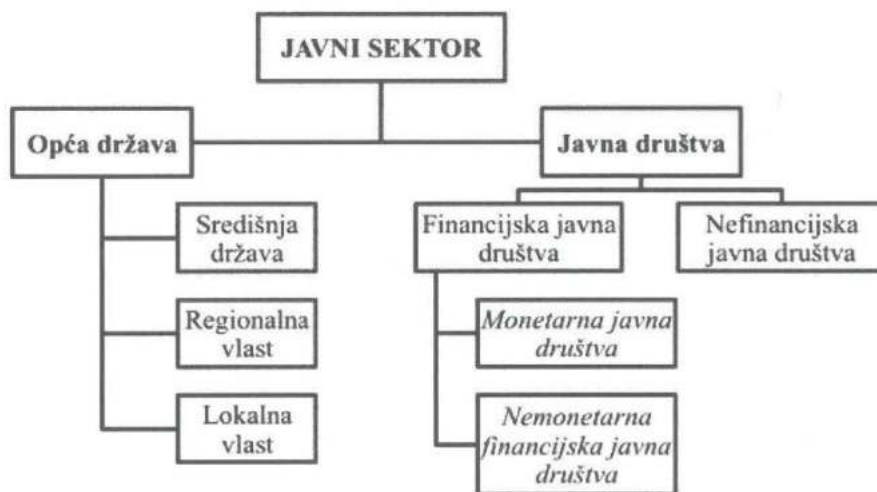 JAVNI SEKTOR
Opća država
Javna društva
Središnja
država
Regionalna
vlast
Lokalna
vlast
Financijska javna
društva
Nefinancijska
javna društva
Monetarna javna
društva
Nemonetarna
financijska javna
društva